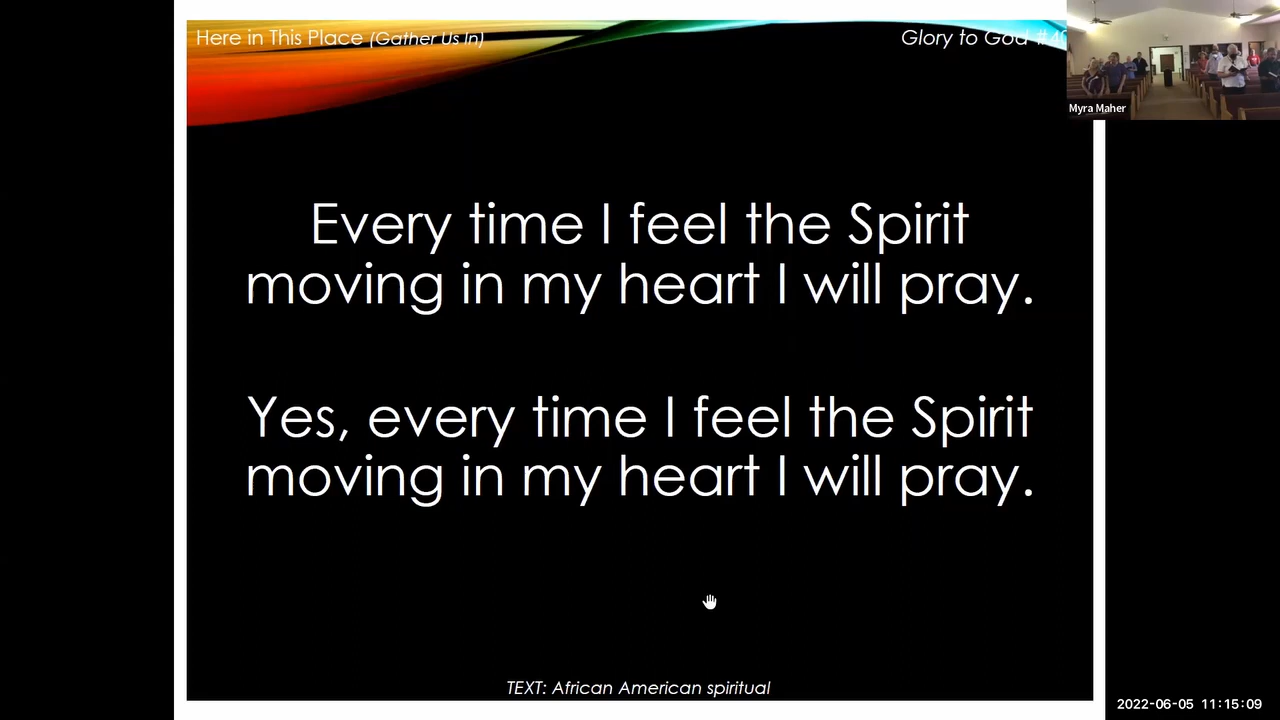 Here in This Place (Gather Us In)
Glory to God #4
Myra Maher
Every time I feel the Spirit
moving in my heart I will pray.
Yes, every time I feel the Spirit
moving in my heart I will pray.
TEXT: African American spiritual
2022-06-05 11:15:09